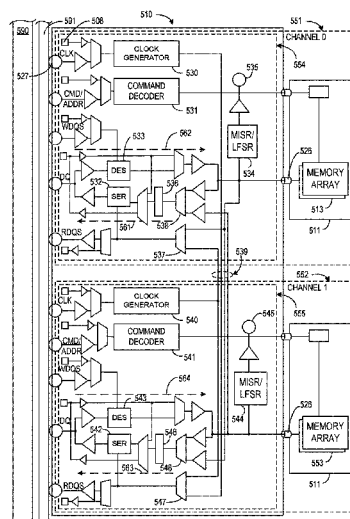 590
591
508
510
551
CHANNEL 0
527
CLK
CLOCK
GENERATOR
530
535
554
CMD/
ADDR
COMMAND
DECODER
531
WDQS
533
562
MISR/
LFSR
526
DES
534
DQ
532
SER
536
MEMORY
ARRAY
513
561
538
511
RDQS
537
539
552
CHANNEL 1
CLK
CLOCK
GENERATOR
540
545
555
CMD/
ADDR
COMMAND
DECODER
541
WDQS
543
564
MISR/
LFSR
528
DES
544
DQ
542
SER
546
MEMORY
ARRAY
553
563
548
511
RDQS
547